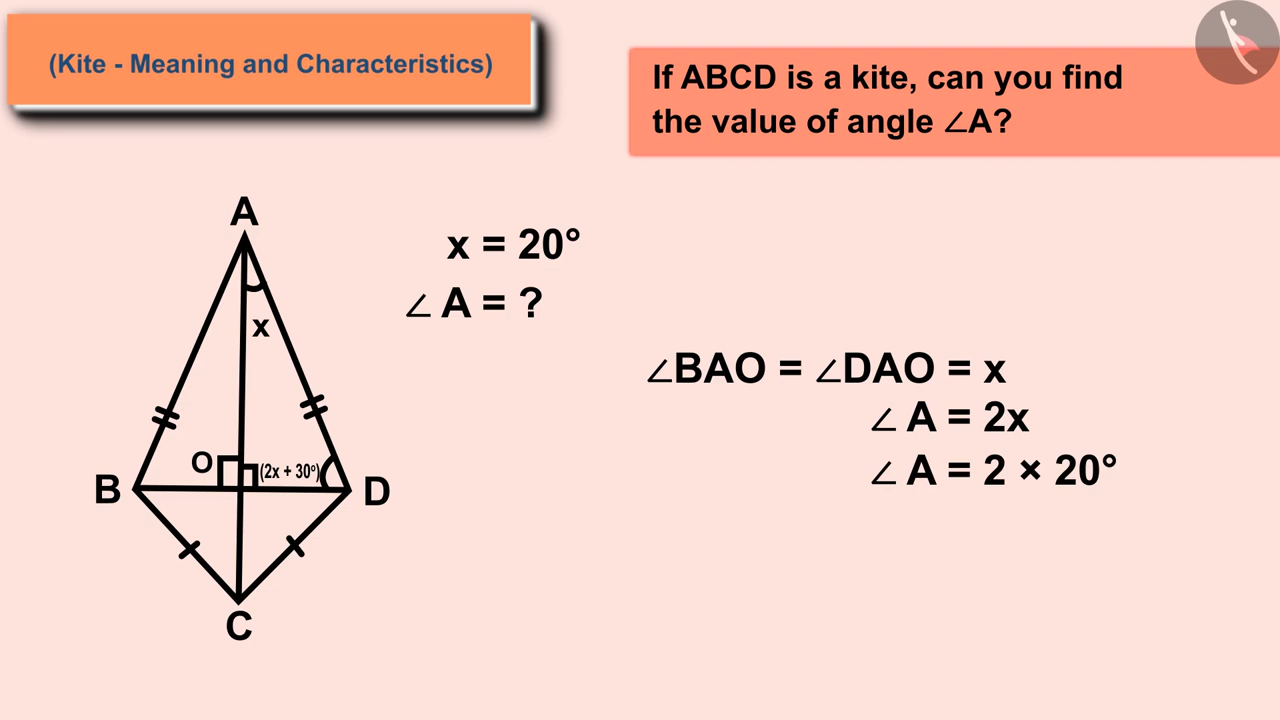 (Kite - Meaning and Characteristics)
If ABCD is a kite, can you find
the value of angle ∠A?
A
x = 20°
∠ A = ?
x
∠BAO = ∠DAO = x
∠ A = 2x
∠ A = 2 × 20°
O
(2x + 30°)
B
D
C